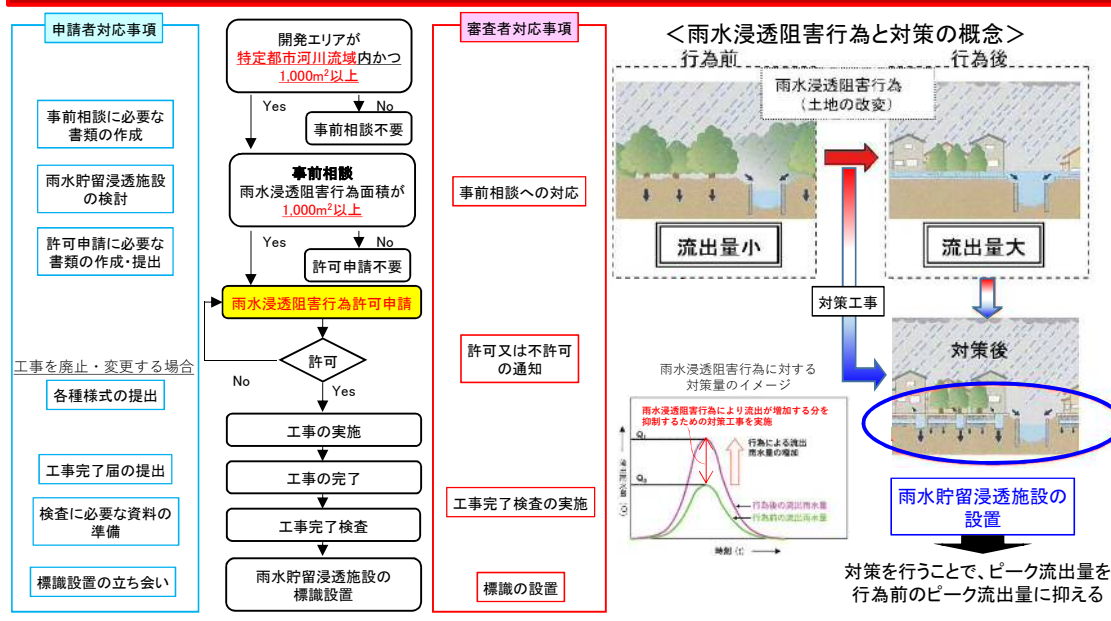 申請者対応事項
事前相談に必要な
書類の作成
雨水貯留浸透施設
の検討
許可申請に必要な
書類の作成・提出
工事を廃止・変更する場合
各種様式の提出
工事完了届の提出
検査に必要な資料の
準備
標識設置の立ち会い
開発エリアが
特定都市河川流域内かつ
1,000m²以上
Yes
No
事前相談不要
事前相談
雨水浸透阻害行為面積が
1,000m²以上
Yes
No
許可申請不要
雨水浸透阻害行為許可申請
許可
No
Yes
工事の実施
工事の完了
工事完了検査
雨水貯留浸透施設の
標識設置
審査者対応事項
事前相談への対応
許可又は不許可
の通知
工事完了検査の実施
標識の設置
＜雨水浸透阻害行為と対策の概念＞
行為前
行為後
雨水浸透阻害行為
（土地の改変）
流出量小
流出量大
対策工事
対策後
雨水浸透阻害行為に対する
対策量のイメージ
雨水浸透阻害行為により流出が増加する分を
抑制するための対策工事を実施
Q₁
行為による流出
雨水量の増加
Q₀
流出雨水量（Q）
行為後の流出雨水量
行為前の流出雨水量
時刻（t）
雨水貯留浸透施設の
設置
対策を行うことで、ピーク流出量を
行為前のピーク流出量に抑える